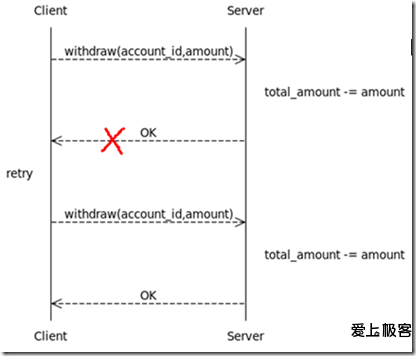 Client Server
withdraw(account_id,amount)
total_amount -= amount
OK
retry
withdraw(account_id,amount)
total_amount -= amount
OK
Client Server
爱上极客